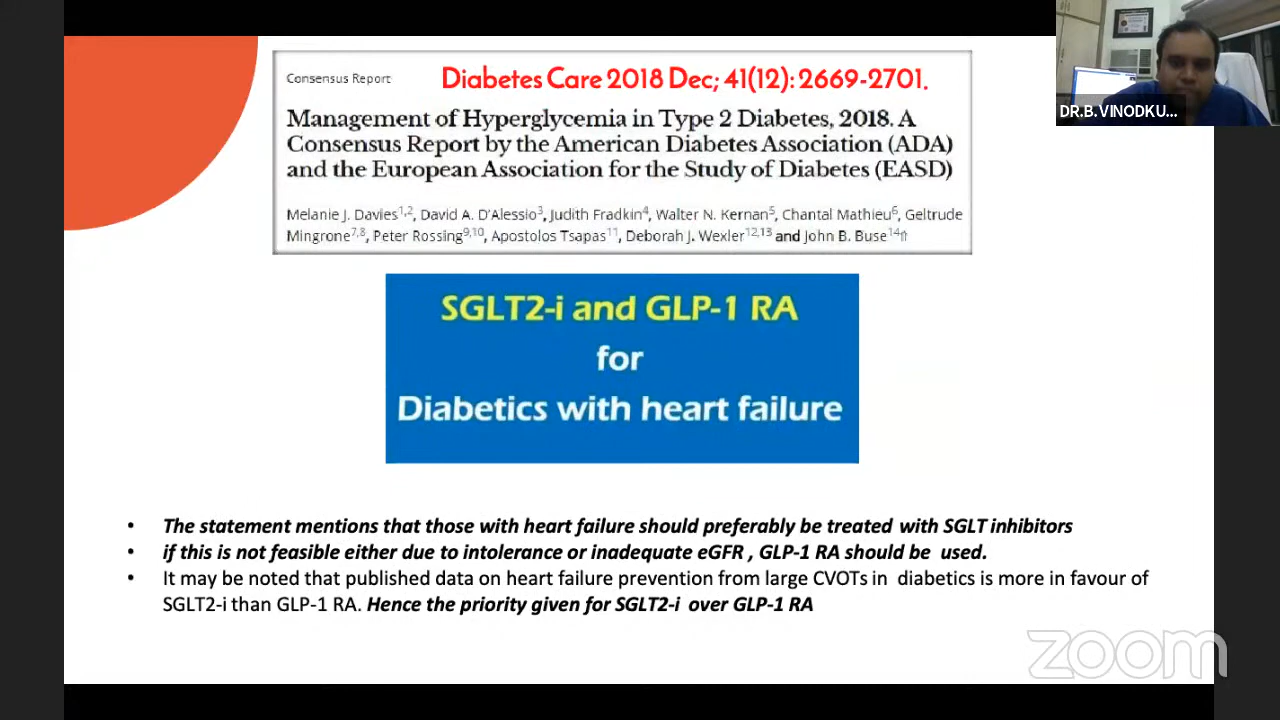 Consensus Report
Diabetes Care 2018 Dec; 41(12): 2669-2701.
Management of Hyperglycemia in Type 2 Diabetes, 2018. A
Consensus Report by the American Diabetes Association (ADA)
and the European Association for the Study of Diabetes (EASD)
Melanie J. Davies1,2, David A. D'Alessio3, Judith Fradkin4, Walter N. Kernan5, Chantal Mathieu6, Geltrude
Mingrone7,8, Peter Rossing9,10, Apostolos Tsapas11, Deborah J. Wexler12,13 and John B. Buse14
DR.B.VINODKU...
SGLT2-i and GLP-1 RA
for
Diabetics with heart failure
• The statement mentions that those with heart failure should preferably be treated with SGLT inhibitors
• if this is not feasible either due to intolerance or inadequate eGFR , GLP-1 RA should be used.
• It may be noted that published data on heart failure prevention from large CVOTs in diabetics is more in favour of
SGLT2-i than GLP-1 RA. Hence the priority given for SGLT2-i over GLP-1 RA
zoom